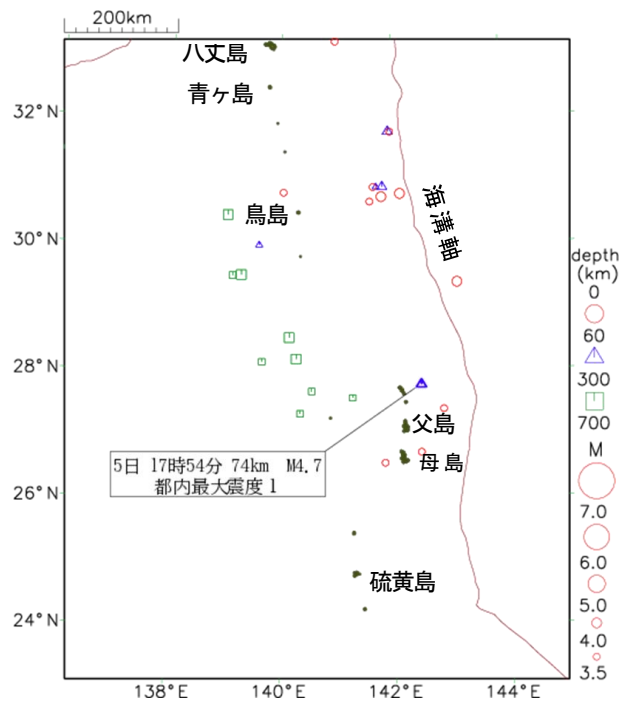 200km
八丈島
青ヶ島
32°N
海溝軸
鳥島
30°N
depth
(km)
0
60
28°N
300
700
父島
M
5日 17時54分 74km M4.7
都内最大震度1
母島
26°N
7.0
6.0
硫黄島
5.0
24°N
4.0
3.5
138°E
140°E
142°E
144°E